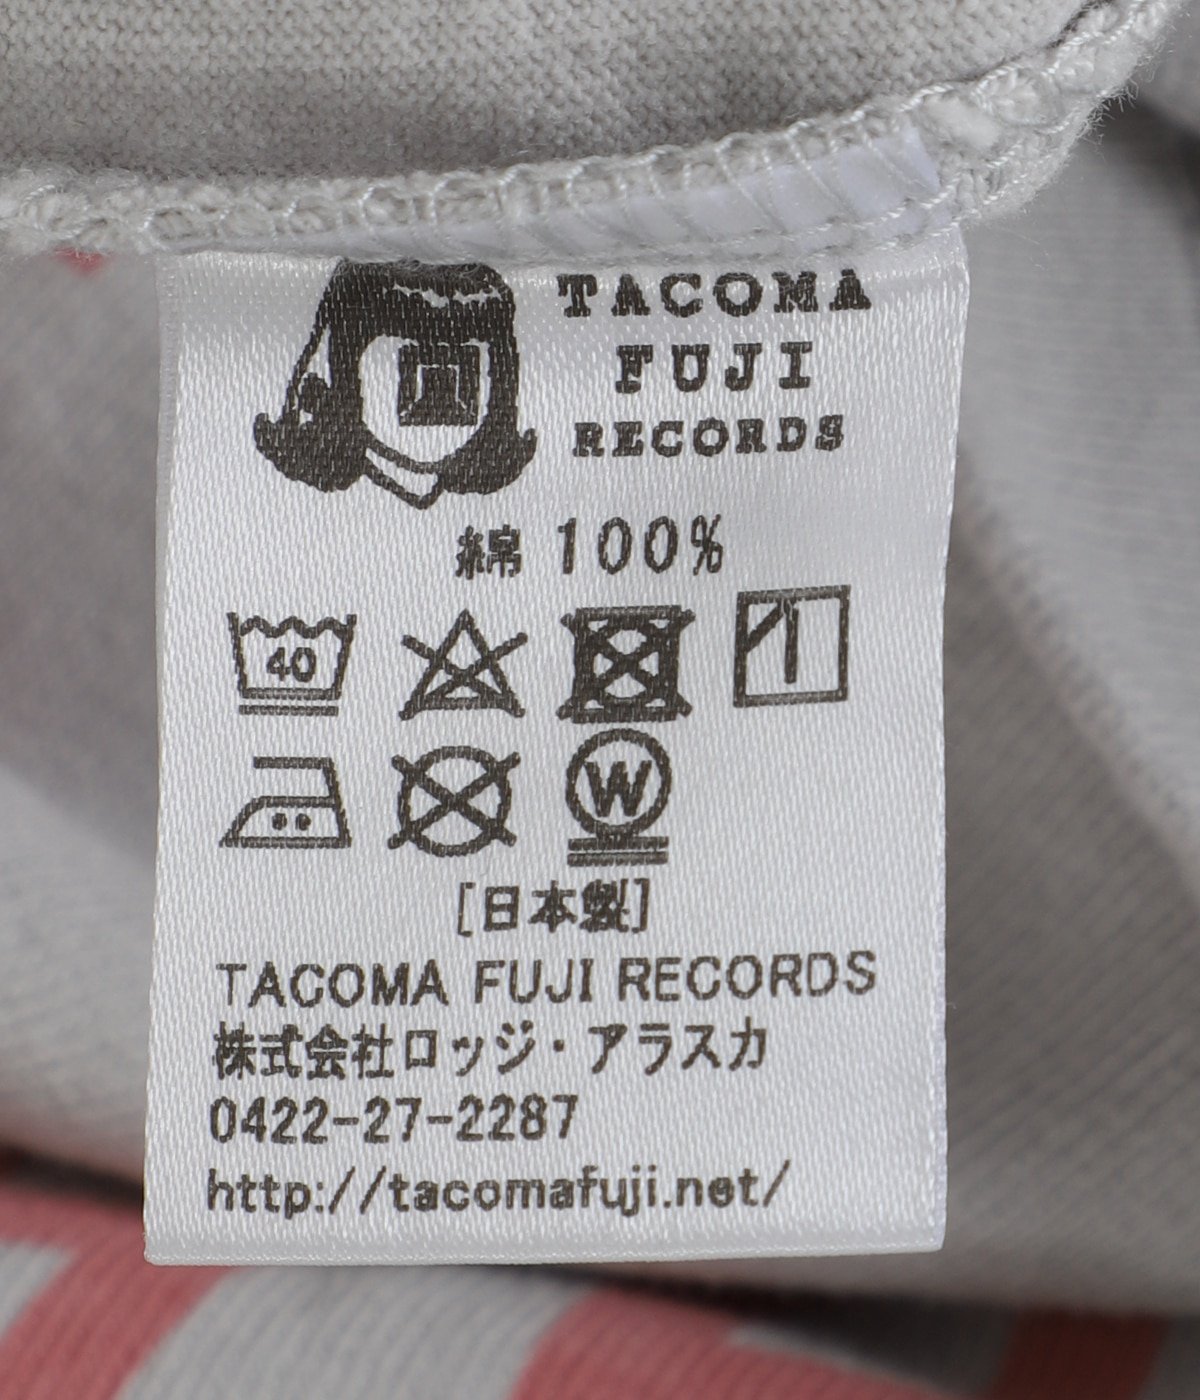 TACOMA
FUJI
RECORDS
綿 100%
40
W
[日本製]
TACOMA FUJI RECORDS
株式会社ロッジ・アラスカ
0422-27-2287
http://tacomafuji.net/